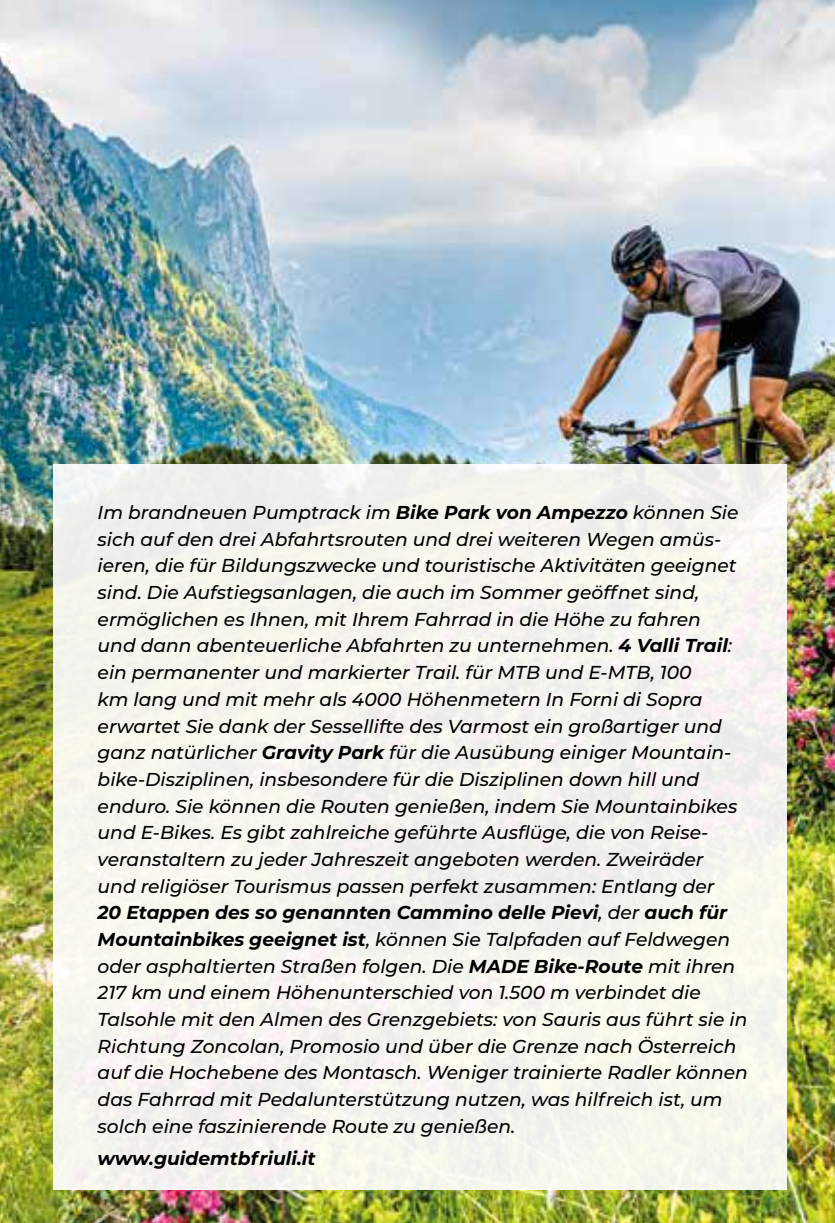 Im brandneuen Pumptrack im Bike Park von Ampezzo können Sie
sich auf den drei Abfahrtsrouten und drei weiteren Wegen amüs-
ieren, die für Bildungszwecke und touristische Aktivitäten geeignet
sind. Die Aufstiegsanlagen, die auch im Sommer geöffnet sind,
ermöglichen es Ihnen, mit Ihrem Fahrrad in die Höhe zu fahren
und dann abenteuerliche Abfahrten zu unternehmen. 4 Valli Trail:
ein permanenter und markierter Trail. für MTB und E-MTB, 100
km lang und mit mehr als 4000 Höhenmetern In Forni di Sopra
erwartet Sie dank der Sessellifte des Varmost ein großartiger und
ganz natürlicher Gravity Park für die Ausübung einiger Mountain-
bike-Disziplinen, insbesondere für die Disziplinen down hill und
enduro. Sie können die Routen genießen, indem Sie Mountainbikes
und E-Bikes. Es gibt zahlreiche geführte Ausflüge, die von Reise-
veranstaltern zu jeder Jahreszeit angeboten werden. Zweiräder
und religiöser Tourismus passen perfekt zusammen: Entlang der
20 Etappen des so genannten Cammino delle Pievi, der auch für
Mountainbikes geeignet ist, können Sie Talpfaden auf Feldwegen
oder asphaltierten Straßen folgen. Die MADE Bike-Route mit ihren
217 km und einem Höhenunterschied von 1.500 m verbindet die
Talsohle mit den Almen des Grenzgebiets: von Sauris aus führt sie in
Richtung Zoncolan, Promosio und über die Grenze nach Österreich
auf die Hochebene des Montasch. Weniger trainierte Radler können
das Fahrrad mit Pedalunterstützung nutzen, was hilfreich ist, um
solch eine faszinierende Route zu genießen.
www.guidemtbfriuli.it